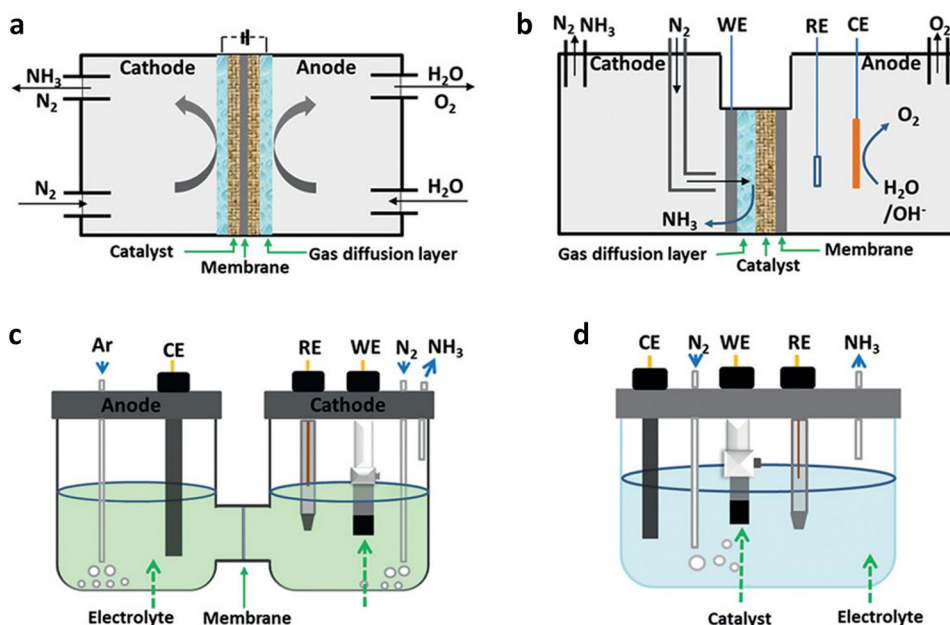 a
Cathode
Anode
NH₃
N₂
H₂O
O₂
N₂
H₂O
Catalyst
Membrane
Gas diffusion layer
b
N₂ NH₃
N₂
WE
RE
CE
O₂
Cathode
Anode
O₂
NH₃
H₂O
/OH⁻
Gas diffusion layer
Catalyst
Membrane
c
Ar
CE
RE
WE
N₂
NH₃
Anode
Cathode
Electrolyte
Membrane
d
CE
N₂
WE
RE
NH₃
Catalyst
Electrolyte